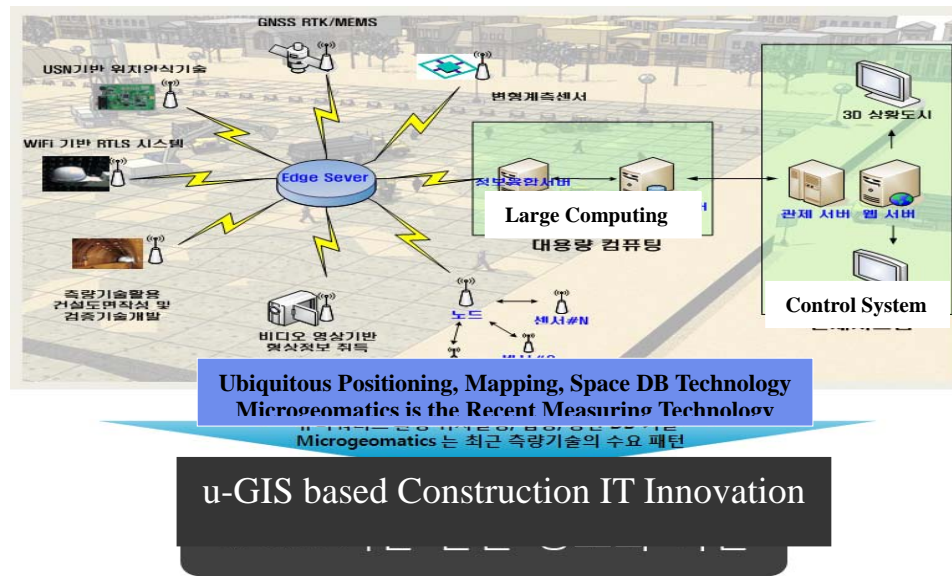 GNSS RTK/MEMS
USN기반 위치인식기술
변형계측센서
WiFi 기반 RTLS 시스템
Edge Sever
정보융합서버
Large Computing
대용량 컴퓨팅
3D 상황도시
관제 서버
웹 서버
Control System
측량기술활용
건설도면작성 및
검증기술개발
비디오 영상기반
형상정보 취득
노드
센서#N
Ubiquitous Positioning, Mapping, Space DB Technology
Microgeomatics is the Recent Measuring Technology
Microgeomatics 는 최근 측량기술의 수요 패턴
u-GIS based Construction IT Innovation